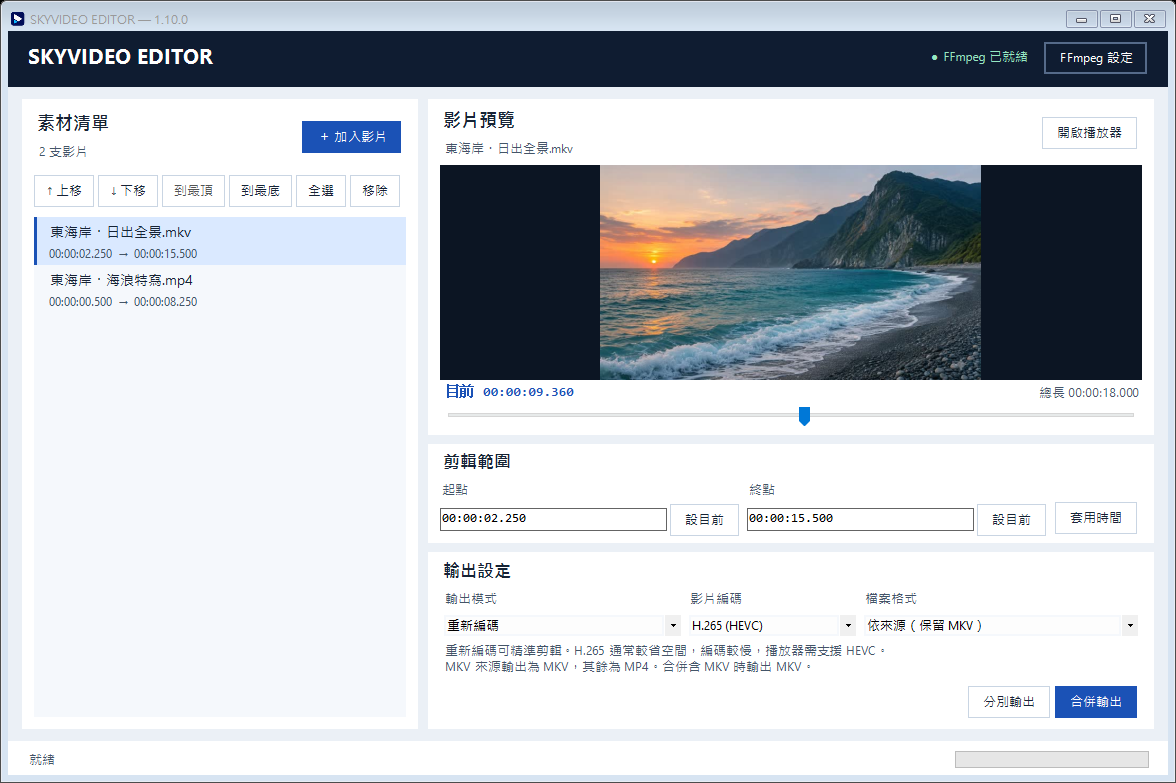 SKYVIDEO EDITOR — 1.10.0
SKYVIDEO EDITOR
● FFmpeg 已就緒
FFmpeg 設定
素材清單
2 支影片
＋ 加入影片
↑ 上移
↓ 下移
到最頂
到最底
全選
移除
東海岸・日出全景.mkv
00:00:02.250 → 00:00:15.500
東海岸・海浪特寫.mp4
00:00:00.500 → 00:00:08.250
影片預覽
東海岸・日出全景.mkv
開啟播放器
目前 00:00:09.360
總長 00:00:18.000
剪輯範圍
起點
終點
00:00:02.250
設目前
00:00:15.500
設目前
套用時間
輸出設定
輸出模式
影片編碼
檔案格式
重新編碼
H.265 (HEVC)
依來源（保留 MKV）
重新編碼可精準剪輯。H.265 通常較省空間，編碼較慢，播放器需支援 HEVC。
MKV 來源輸出為 MKV，其餘為 MP4。合併含 MKV 時輸出 MKV。
分別輸出
合併輸出
就緒